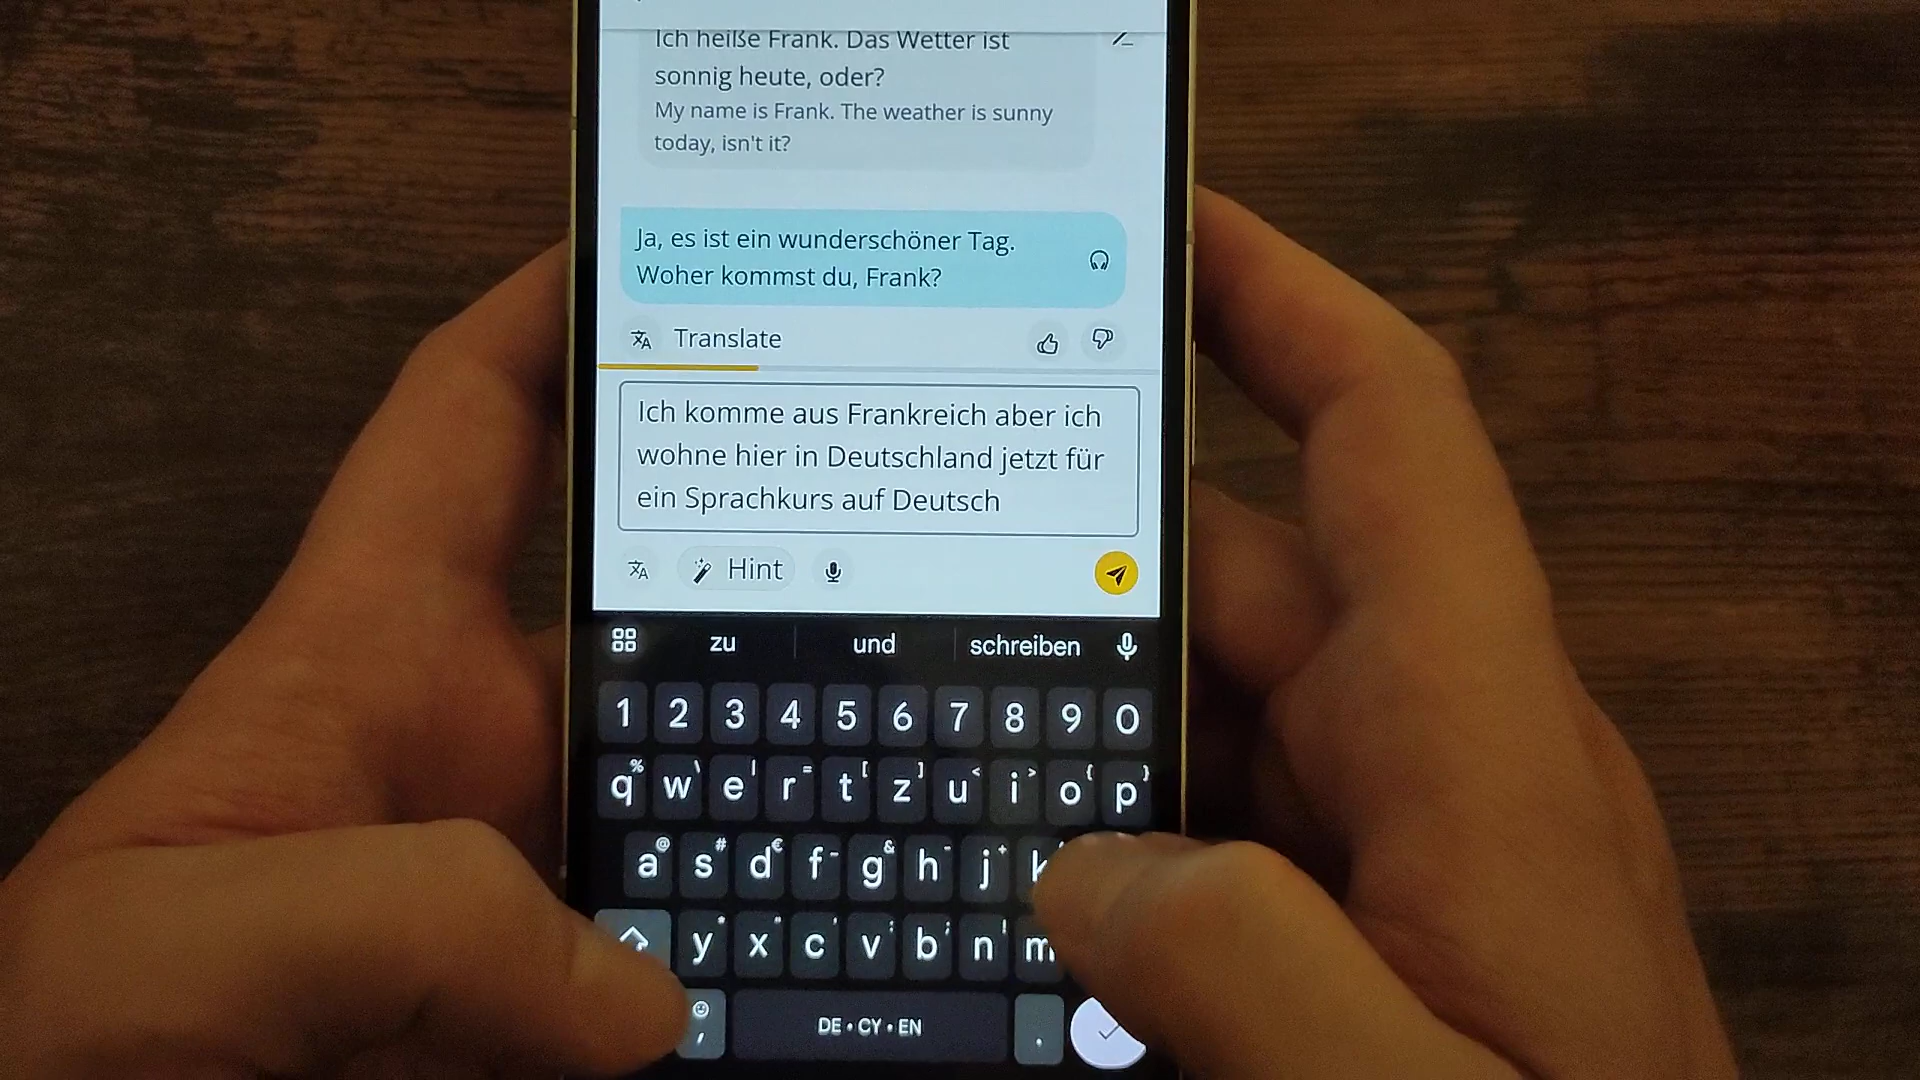 Ich heiße Frank. Das Wetter ist
sonnig heute, oder?
My name is Frank. The weather is sunny
today, isn't it?
Ja, es ist ein wunderschöner Tag.
Woher kommst du, Frank?
Translate
Ich komme aus Frankreich aber ich
wohne hier in Deutschland jetzt für
ein Sprachkurs auf Deutsch
Hint
zu und schreiben
1 2 3 4 5 6 7 8 9 0
q w e r t z u i o p
a s d f g h j k
y x c v b n m
, DE • CY • EN .